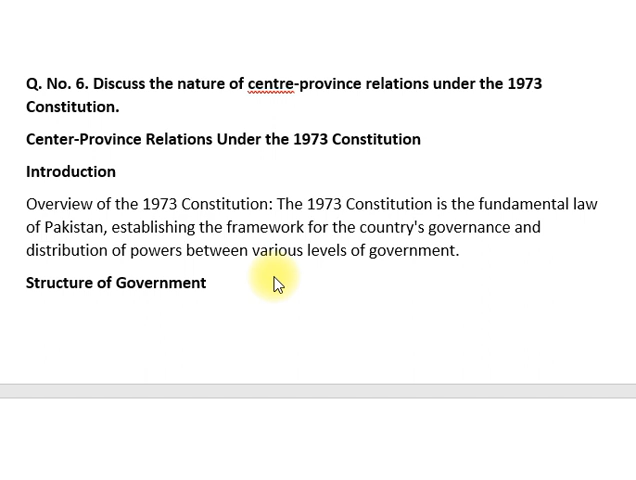 Q. No. 6. Discuss the nature of centre-province relations under the 1973
Constitution.
Center-Province Relations Under the 1973 Constitution
Introduction
Overview of the 1973 Constitution: The 1973 Constitution is the fundamental law
of Pakistan, establishing the framework for the country's governance and
distribution of powers between various levels of government.
Structure of Government